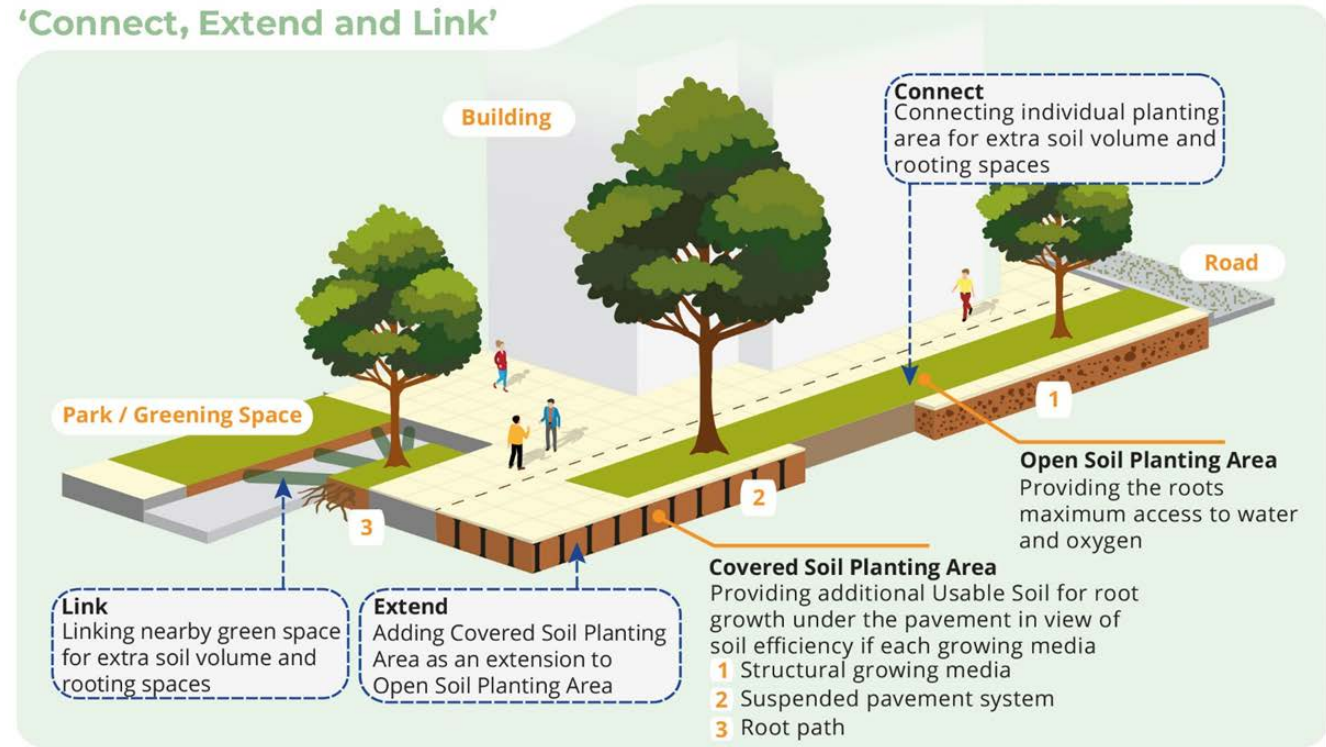 ‘Connect, Extend and Link’
Building
Connect
Connecting individual planting
area for extra soil volume and
rooting spaces
Road
Park / Greening Space
1
2
3
Open Soil Planting Area
Providing the roots
maximum access to water
and oxygen
Link
Linking nearby green space
for extra soil volume and
rooting spaces
Extend
Adding Covered Soil Planting
Area as an extension to
Open Soil Planting Area
Covered Soil Planting Area
Providing additional Usable Soil for root
growth under the pavement in view of
soil efficiency if each growing media
1 Structural growing media
2 Suspended pavement system
3 Root path